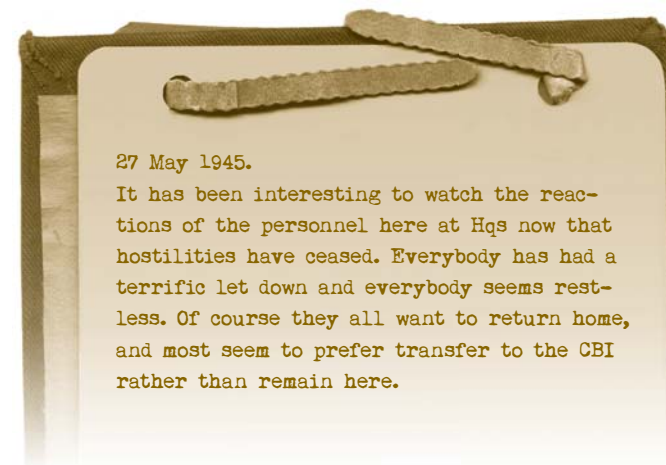 27 May 1945.
It has been interesting to watch the reac-
tions of the personnel here at Hqs now that
hostilities have ceased. Everybody has had a
terrific let down and everybody seems rest-
less. Of course they all want to return home,
and most seem to prefer transfer to the CBI
rather than remain here.